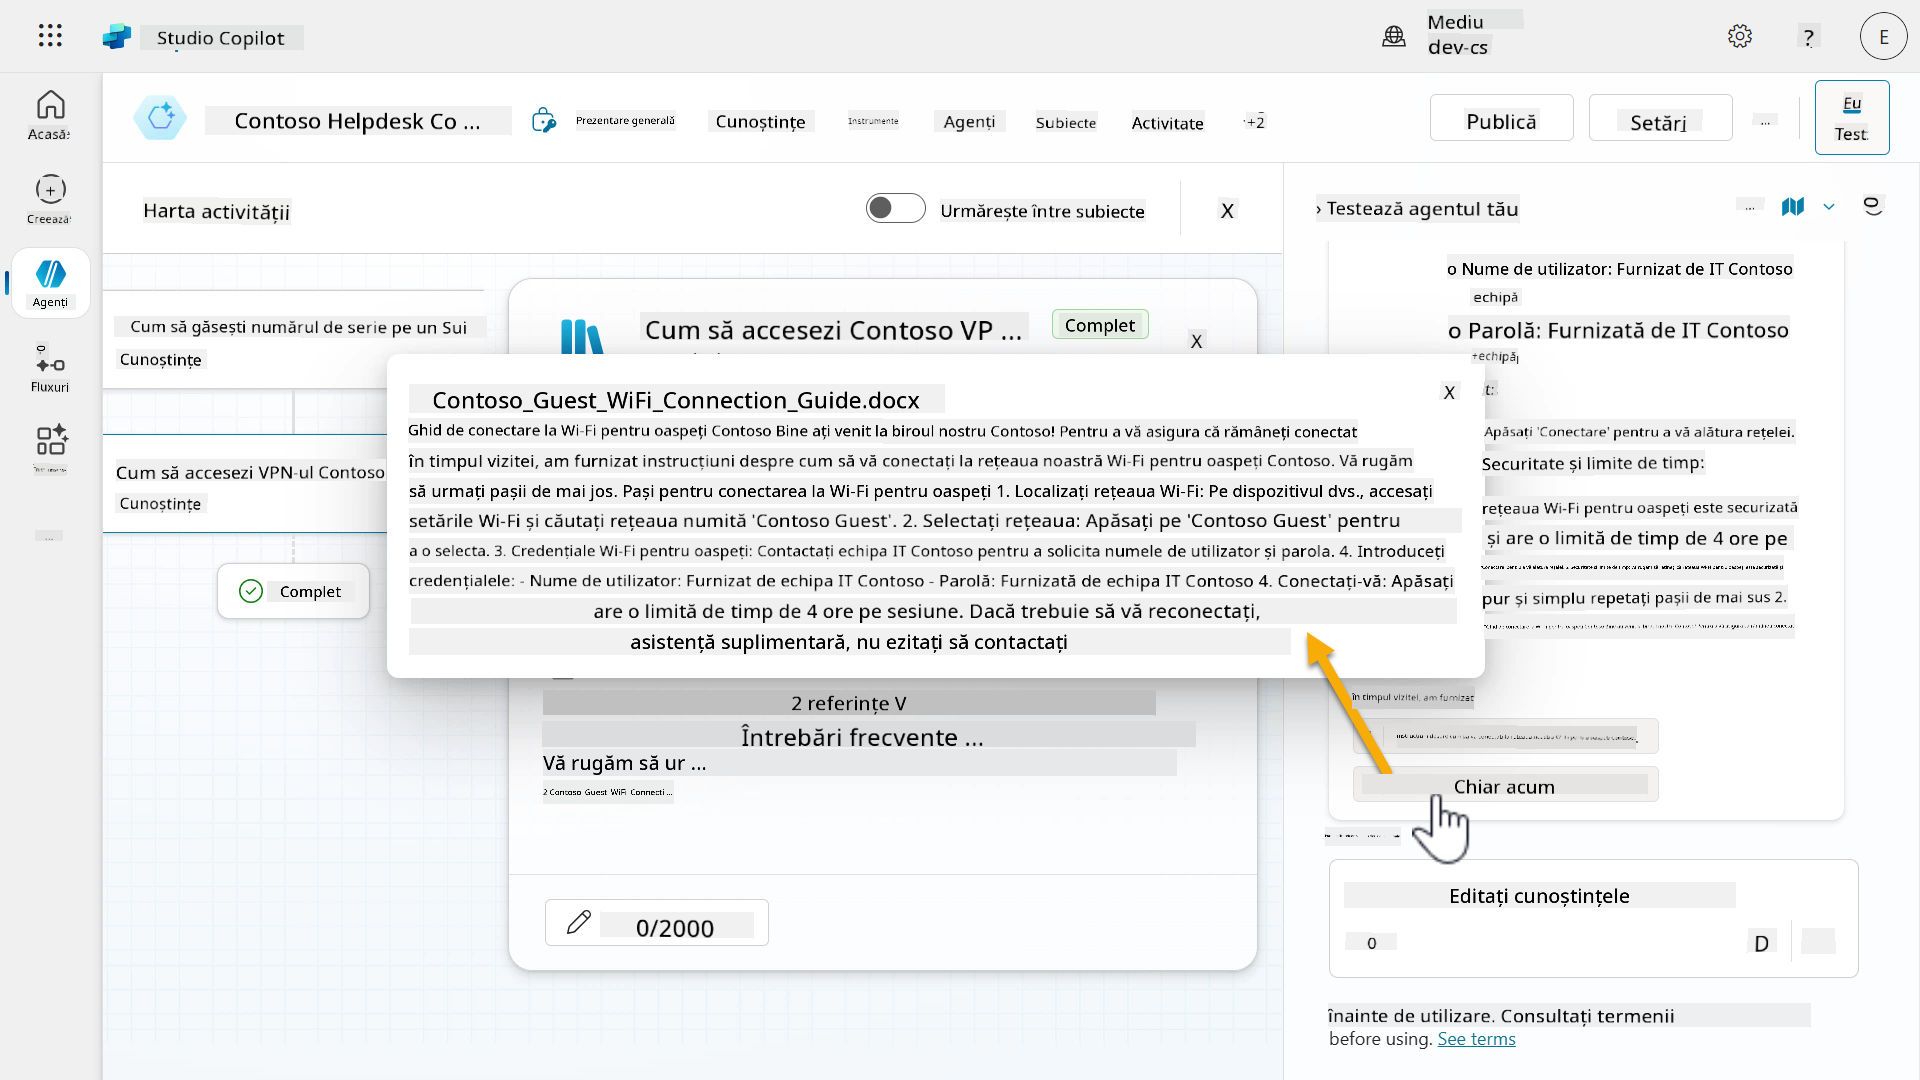 Studio Copilot
Mediu
dev-cs
?
E
Acasă
Creează
Agenți
Fluxuri
...
Contoso Helpdesk Co ...
Prezentare generală
Cunoștințe
Instrumente
Agenți
Subiecte
Activitate
+2
Publică
Setări
...
Eu
Test
Harta activității
Urmărește între subiecte
X
› Testează agentul tău
...
Cum să găsești numărul de serie pe un Sui
Cunoștințe
Cum să accesezi VPN-ul Contoso
Cunoștințe
Complet
Cum să accesezi Contoso VP ...
Complet
X
Contoso_Guest_WiFi_Connection_Guide.docx
X
Ghid de conectare la Wi-Fi pentru oaspeți Contoso Bine ați venit la biroul nostru Contoso! Pentru a vă asigura că rămâneți conectat
în timpul vizitei, am furnizat instrucțiuni despre cum să vă conectați la rețeaua noastră Wi-Fi pentru oaspeți Contoso. Vă rugăm
să urmați pașii de mai jos. Pași pentru conectarea la Wi-Fi pentru oaspeți 1. Localizați rețeaua Wi-Fi: Pe dispozitivul dvs., accesați
setările Wi-Fi și căutați rețeaua numită 'Contoso Guest'. 2. Selectați rețeaua: Apăsați pe 'Contoso Guest' pentru
a o selecta. 3. Credențiale Wi-Fi pentru oaspeți: Contactați echipa IT Contoso pentru a solicita numele de utilizator și parola. 4. Introduceți
credențialele: - Nume de utilizator: Furnizat de echipa IT Contoso - Parolă: Furnizată de echipa IT Contoso 4. Conectați-vă: Apăsați
are o limită de timp de 4 ore pe sesiune. Dacă trebuie să vă reconectați,
asistență suplimentară, nu ezitați să contactați
2 referințe V
Întrebări frecvente ...
Vă rugăm să ur ...
2 Contoso Guest WiFi Connecti ...
0/2000
o Nume de utilizator: Furnizat de IT Contoso
echipă
o Parolă: Furnizată de IT Contoso
echipă
Apăsați 'Conectare' pentru a vă alătura rețelei.
Securitate și limite de timp:
rețeaua Wi-Fi pentru oaspeți este securizată
și are o limită de timp de 4 ore pe
pur și simplu repetați pașii de mai sus 2.
în timpul vizitei, am furnizat
Chiar acum
Editați cunoștințele
0
D
înainte de utilizare. Consultați termenii
before using. See terms